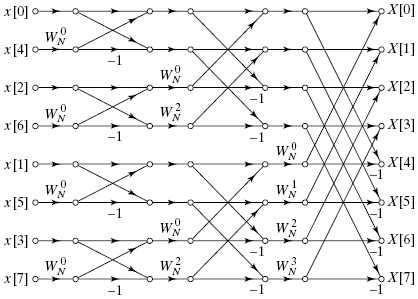 x[0] X[0]
W_N^0
x[4] -1 X[1]
W_N^0
x[2] X[2]
W_N^0 W_N^2 -1
x[6] -1 -1 X[3]
W_N^0
x[1] X[4]
W_N^0 W_N^1 -1
x[5] -1 X[5]
W_N^0 W_N^2 -1
x[3] -1 X[6]
W_N^0 W_N^2 W_N^3 -1
x[7] -1 -1 X[7]
-1